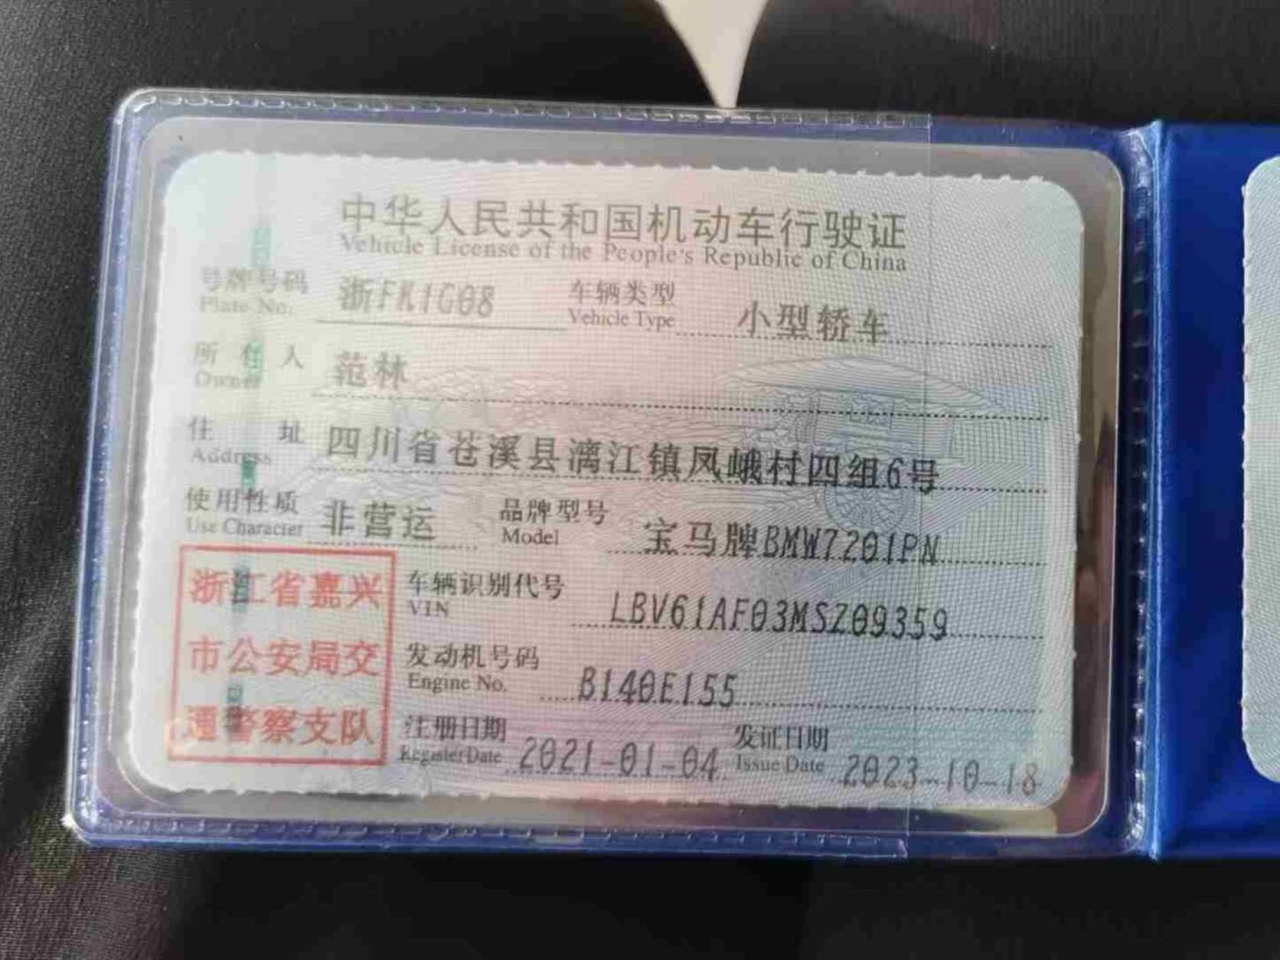 中华人民共和国机动车行驶证
Vehicle License of the People's Republic of China
号牌号码 浙FK1G08 车辆类型 小型轿车
Plate No. Vehicle Type
所有人 范林
Owner
住址 四川省苍溪县漓江镇凤峨村四组6号
Address
使用性质 非营运 品牌型号 宝马牌BMW7201PN
Use Character Model
浙江省嘉兴
市公安局交
通警察支队
车辆识别代号 LBV61AF03MSZ09359
VIN
发动机号码 B140E155
Engine No.
注册日期 2021-01-04 发证日期 2023-10-18
Register Date Issue Date